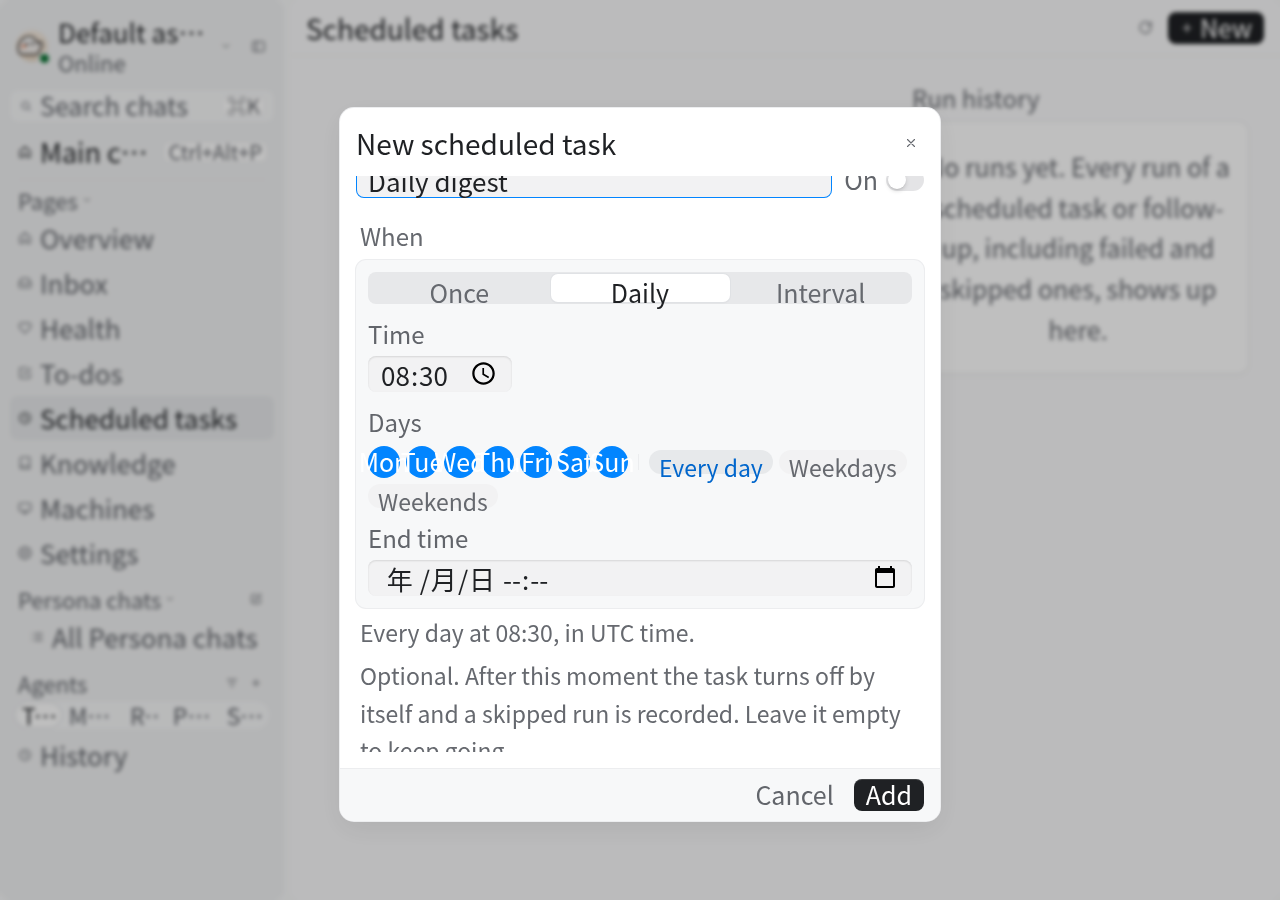 Default as···
Online
Search chats ⌘K
Main c··· Ctrl+Alt+P
Pages
Overview
Inbox
Health
To-dos
Scheduled tasks
Knowledge
Machines
Settings
Persona chats
All Persona chats
Agents
T··· M··· R·· P··· S···
History
Scheduled tasks
+ New
Run history
o runs yet. Every run of a
scheduled task or follow-
up, including failed and
skipped ones, shows up
here.
New scheduled task ×
Daily digest On
When
Once Daily Interval
Time
08:30
Days
Mon Tue Wed Thu Fri Sat Sun Every day Weekdays
Weekends
End time
年 /月/日 --:--
Every day at 08:30, in UTC time.
Optional. After this moment the task turns off by
itself and a skipped run is recorded. Leave it empty
to keep going.
Cancel Add